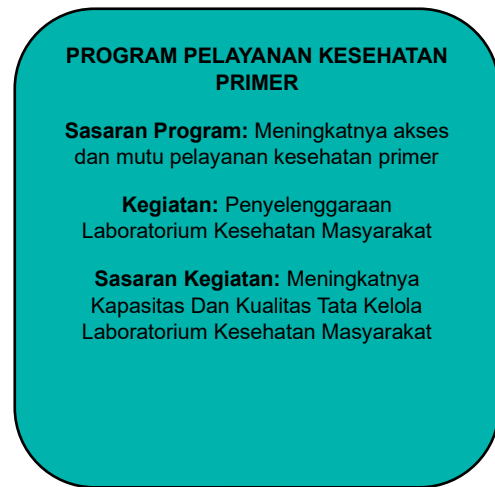 PROGRAM PELAYANAN KESEHATAN
PRIMER
Sasaran Program: Meningkatnya akses
dan mutu pelayanan kesehatan primer
Kegiatan: Penyelenggaraan
Laboratorium Kesehatan Masyarakat
Sasaran Kegiatan: Meningkatnya
Kapasitas Dan Kualitas Tata Kelola
Laboratorium Kesehatan Masyarakat